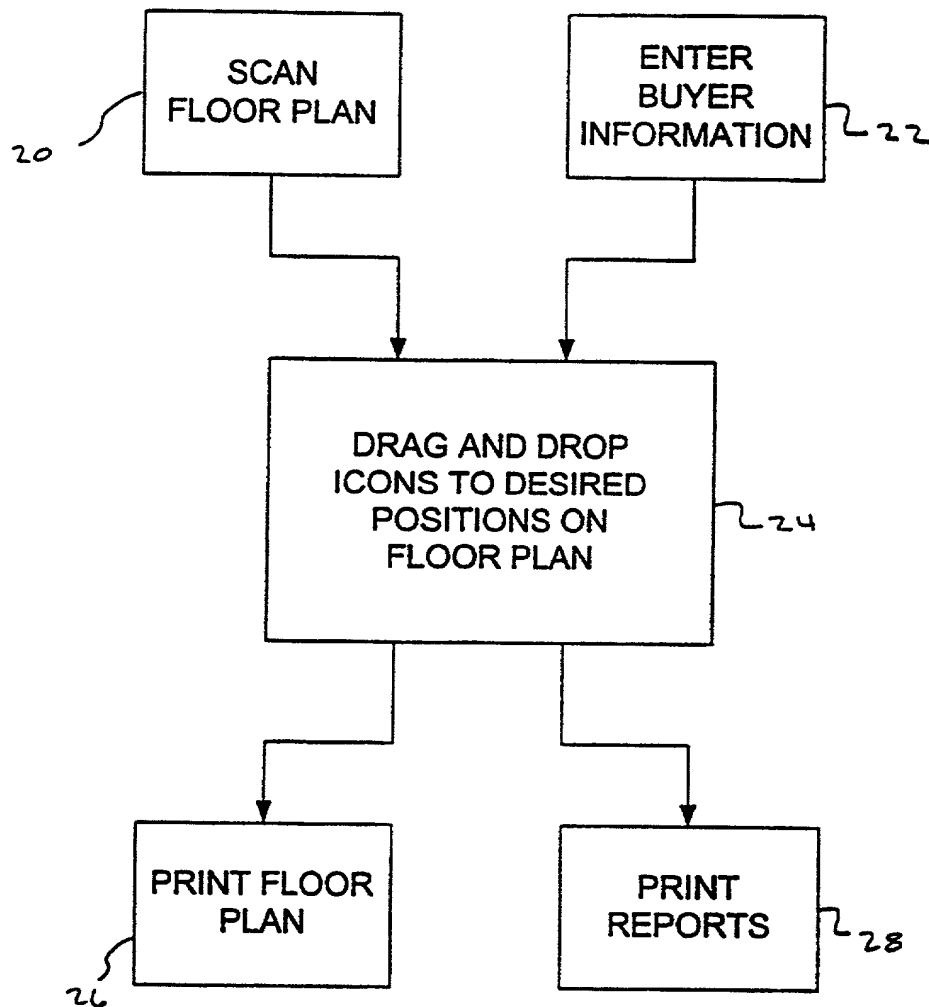 SCAN
FLOOR PLAN
20
ENTER
BUYER
INFORMATION
22
DRAG AND DROP
ICONS TO DESIRED
POSITIONS ON
FLOOR PLAN
24
PRINT FLOOR
PLAN
26
PRINT
REPORTS
28